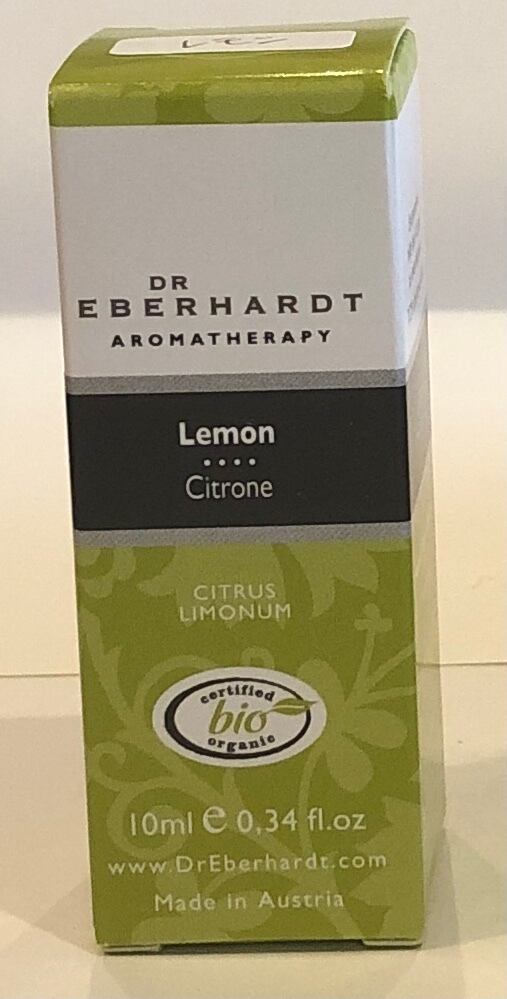 DR
EBERHARDT
AROMATHERAPY
Lemon
Citrone
CITRUS
LIMONUM
certified
bio
organic
10ml e 0,34 fl.oz
www.DrEberhardt.com
Made in Austria